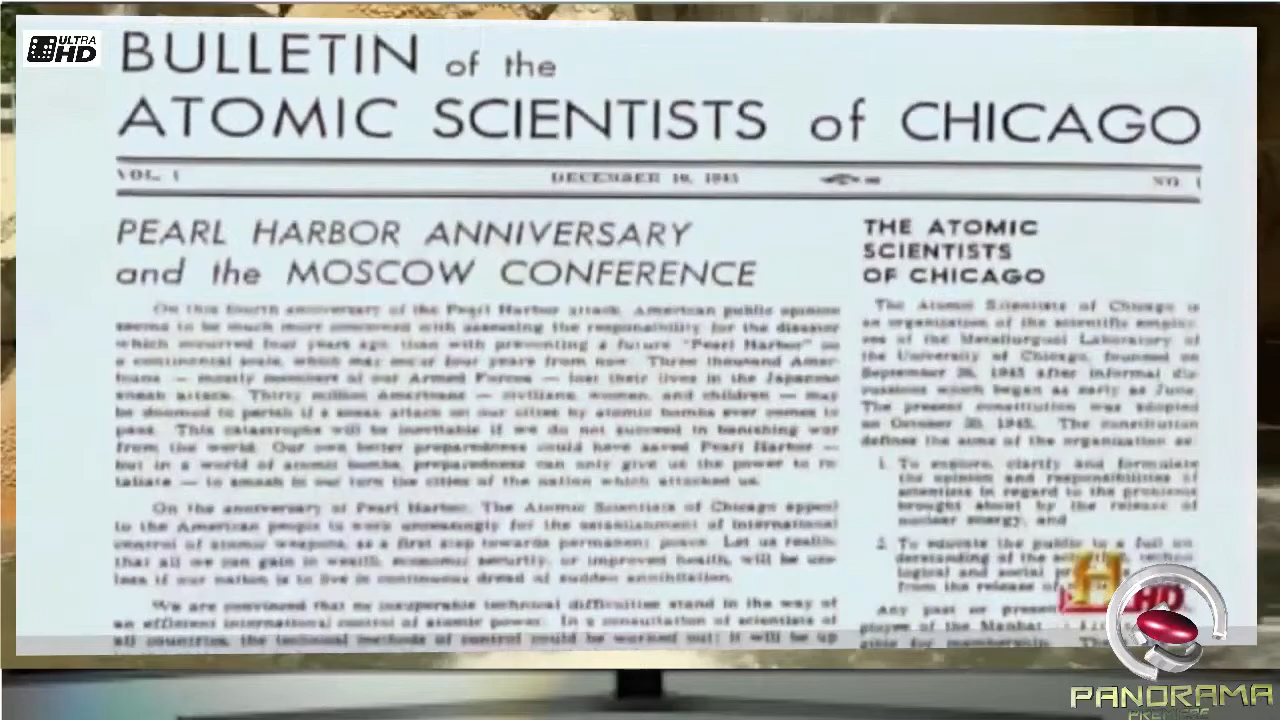 ULTRA
HD
BULLETIN of the
ATOMIC SCIENTISTS of CHICAGO
VOL. 1
DECEMBER 10, 1945
NO. 1
PEARL HARBOR ANNIVERSARY
and the MOSCOW CONFERENCE
On this fourth anniversary of the Pearl Harbor attack, American public opinion
seems to be much more concerned with assessing the responsibility for the disaster
which occurred four years ago, than with preventing a future "Pearl Harbor" on
a continental scale, which may occur four years from now. Three thousand Amer-
icans — mostly members of our Armed Forces — lost their lives in the Japanese
sneak attack. Thirty million Americans — civilians, women, and children — may
be doomed to perish if a sneak attack on our cities by atomic bombs ever comes to
pass. This catastrophe will be inevitable if we do not succeed in banishing war
from the world. Our own better preparedness could have saved Pearl Harbor —
but in a world of atomic bombs, preparedness can only give us the power to re-
taliate — to smash in our turn the cities of the nation which attacked us.
On the anniversary of Pearl Harbor, The Atomic Scientists of Chicago appeal
to the American people to work unceasingly for the establishment of international
control of atomic weapons, as a first step towards permanent peace. Let us realize
that all we can gain in wealth, economic security, or improved health, will be use-
less if our nation is to live in continuous dread of sudden annihilation.
We are convinced that no insuperable technical difficulties stand in the way of
an efficient international control of atomic power. In a consultation of scientists of
all countries, the technical methods of control could be worked out; it will be up
THE ATOMIC
SCIENTISTS
OF CHICAGO
The Atomic Scientists of Chicago is
an organization of the scientific employ-
ees of the Metallurgical Laboratory of
the University of Chicago, founded on
September 26, 1945 after informal dis-
cussions which began as early as June.
The present constitution was adopted
on October 20, 1945. The constitution
defines the aims of the organization as:
1. To explore, clarify and formulate
the opinion and responsibilities of
scientists in regard to the problems
brought about by the release of
nuclear energy, and
2. To educate the public to a full un-
derstanding of the techno-
logical and social
from the release of
Any past or present
ployee of the
gible for membership. The
H
HD
PANORAMA
PREMIERE